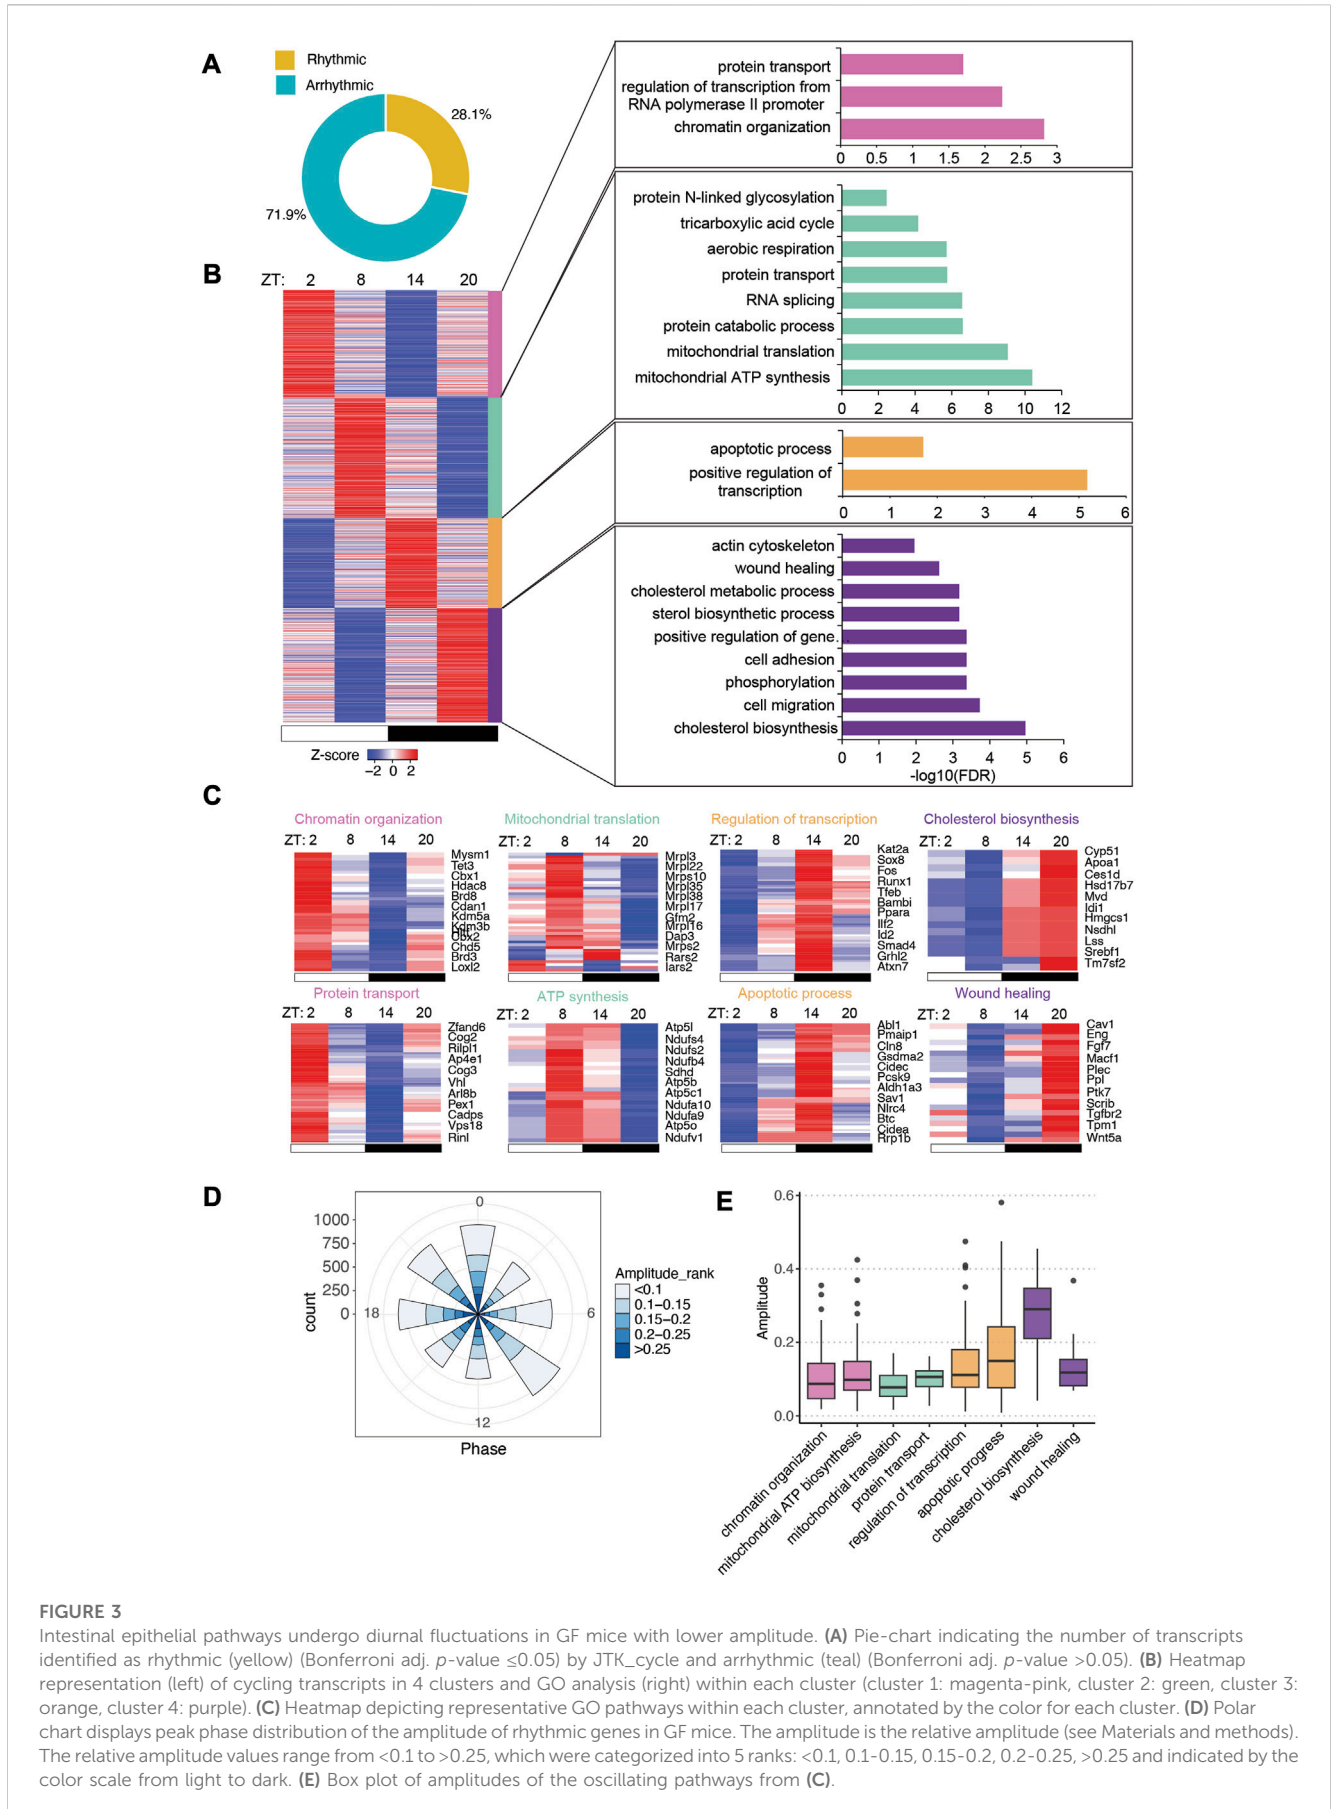 A
Rhythmic
Arrhythmic
28.1%
71.9%
protein transport
regulation of transcription from
RNA polymerase II promoter
chromatin organization
0 0.5 1 1.5 2 2.5 3
protein N-linked glycosylation
tricarboxylic acid cycle
aerobic respiration
protein transport
RNA splicing
protein catabolic process
mitochondrial translation
mitochondrial ATP synthesis
0 2 4 6 8 10 12
apoptotic process
positive regulation of
transcription
0 1 2 3 4 5 6
actin cytoskeleton
wound healing
cholesterol metabolic process
sterol biosynthetic process
positive regulation of gene...
cell adhesion
phosphorylation
cell migration
cholesterol biosynthesis
0 1 2 3 4 5 6
-log10(FDR)
B
ZT: 2 8 14 20
Z-score
−2 0 2
C
Chromatin organization
ZT: 2 8 14 20
Mysm1
Tet3
Cbx1
Hdac8
Brd8
Cdan1
Kdm5a
Kdm3b
Cbx2
Chd5
Brd3
Loxl2
Mitochondrial translation
ZT: 2 8 14 20
Mrpl3
Mrpl22
Mrps10
Mrpl35
Mrpl38
Mrpl17
Gfm2
Mrpl16
Dap3
Mrps2
Rars2
Iars2
Regulation of transcription
ZT: 2 8 14 20
Kat2a
Sox8
Fos
Runx1
Tfeb
Bambi
Ppara
Ilf2
Id2
Smad4
Grhl2
Atxn7
Cholesterol biosynthesis
ZT: 2 8 14 20
Cyp51
Apoa1
Ces1d
Hsd17b7
Mvd
Idi1
Hmgcs1
Nsdhl
Lss
Srebf1
Tm7sf2
Protein transport
ZT: 2 8 14 20
Zfand6
Cog2
Rilpl1
Ap4e1
Cog3
Vhl
Arl8b
Pex1
Cadps
Vps18
Rinl
ATP synthesis
ZT: 2 8 14 20
Atp5l
Ndufs4
Ndufs2
Ndufb4
Sdhd
Atp5b
Atp5c1
Ndufa10
Ndufa9
Atp5o
Ndufv1
Apoptotic process
ZT: 2 8 14 20
Abl1
Pmaip1
Cln8
Gsdma2
Cidec
Pcsk9
Aldh1a3
Sav1
Nlrc4
Btc
Cidea
Rrp1b
Wound healing
ZT: 2 8 14 20
Cav1
Eng
Fgf7
Macf1
Plec
Ppl
Ptk7
Scrib
Tgfbr2
Tpm1
Wnt5a
D
count
1000
750
500
250
0
0
6
12
18
Phase
Amplitude_rank
<0.1
0.1−0.15
0.15−0.2
0.2−0.25
>0.25
E
Amplitude
0.6
0.4
0.2
0.0
chromatin organization
mitochondrial ATP biosynthesis
mitochondrial translation
protein transport
regulation of transcription
apoptotic progress
cholesterol biosynthesis
wound healing
FIGURE 3
Intestinal epithelial pathways undergo diurnal fluctuations in GF mice with lower amplitude. (A) Pie-chart indicating the number of transcripts
identified as rhythmic (yellow) (Bonferroni adj. p-value ≤0.05) by JTK_cycle and arrhythmic (teal) (Bonferroni adj. p-value >0.05). (B) Heatmap
representation (left) of cycling transcripts in 4 clusters and GO analysis (right) within each cluster (cluster 1: magenta-pink, cluster 2: green, cluster 3:
orange, cluster 4: purple). (C) Heatmap depicting representative GO pathways within each cluster, annotated by the color for each cluster. (D) Polar
chart displays peak phase distribution of the amplitude of rhythmic genes in GF mice. The amplitude is the relative amplitude (see Materials and methods).
The relative amplitude values range from <0.1 to >0.25, which were categorized into 5 ranks: <0.1, 0.1-0.15, 0.15-0.2, 0.2-0.25, >0.25 and indicated by the
color scale from light to dark. (E) Box plot of amplitudes of the oscillating pathways from (C).